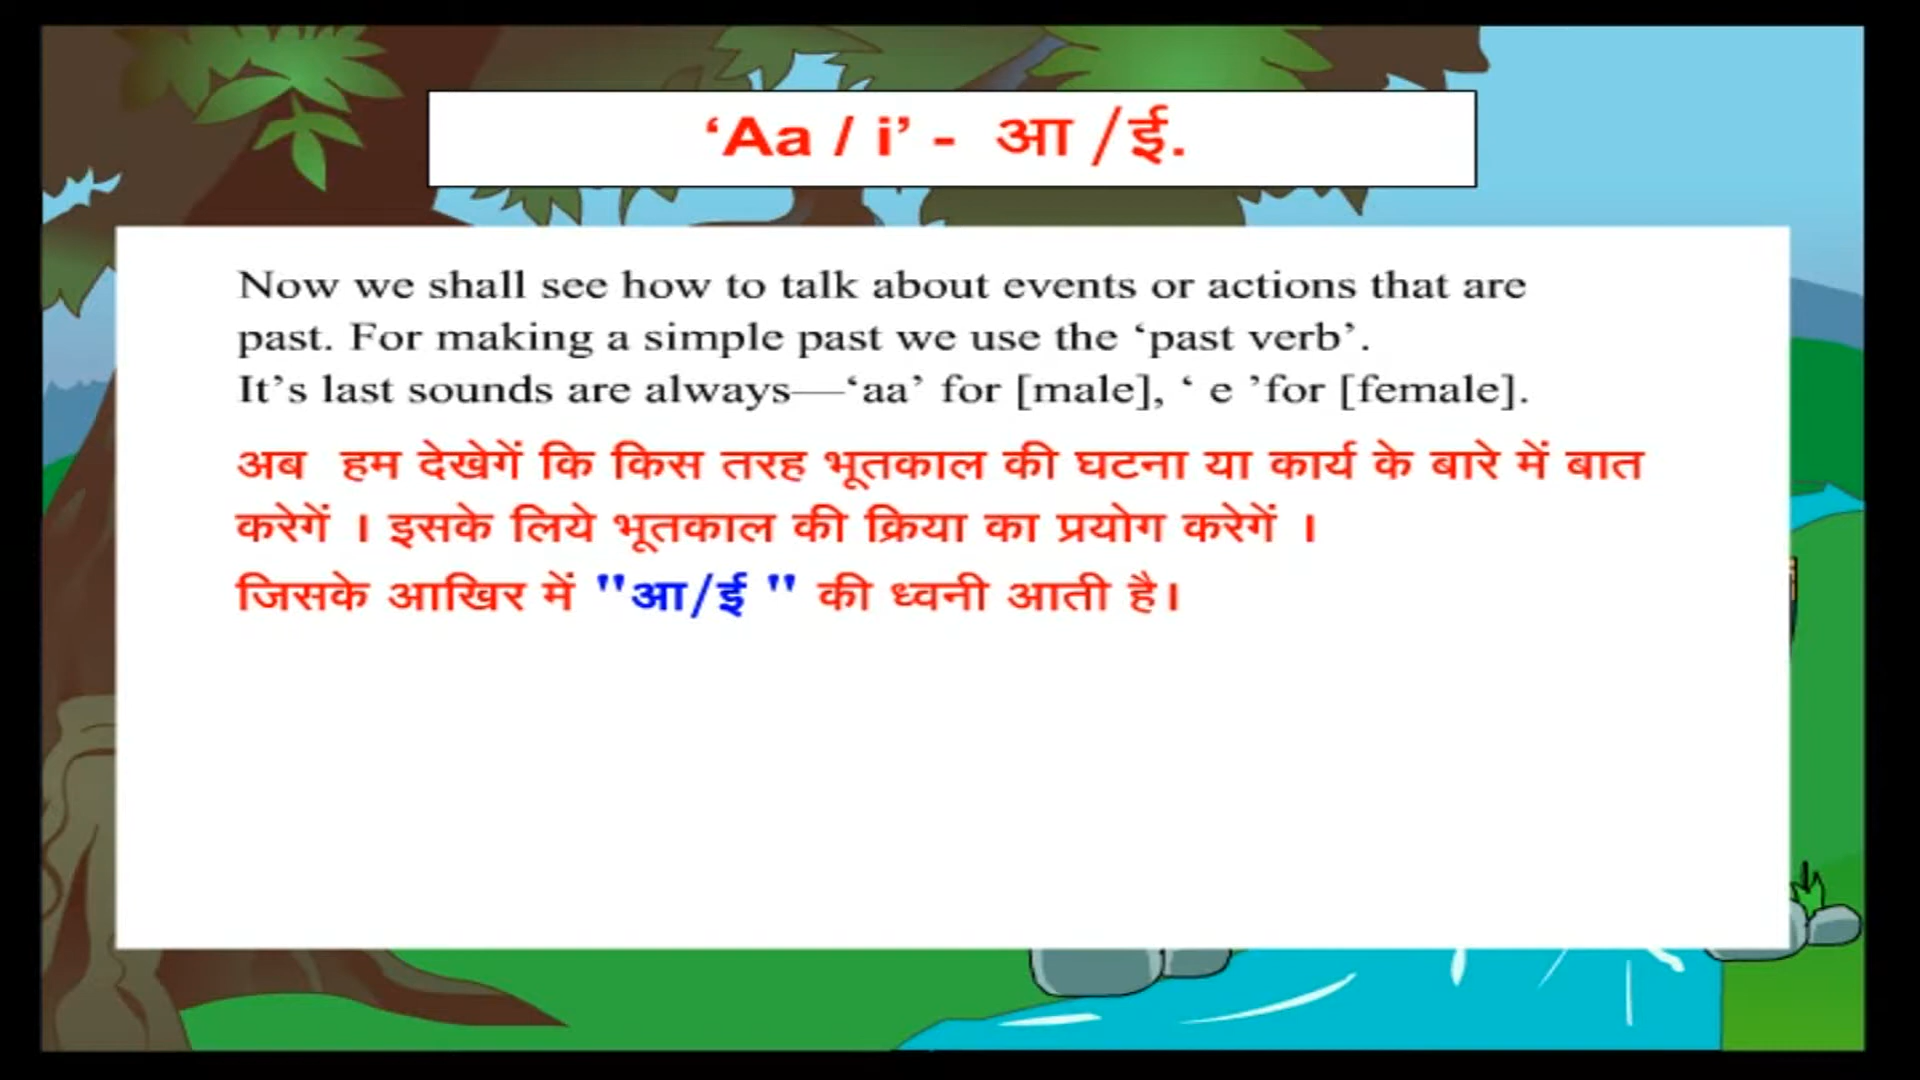 ‘Aa / i’ - आ /ई.
Now we shall see how to talk about events or actions that are
past. For making a simple past we use the ‘past verb’.
It’s last sounds are always—‘aa’ for [male], ‘ e ’for [female].
अब हम देखेगें कि किस तरह भूतकाल की घटना या कार्य के बारे में बात
करेगें । इसके लिये भूतकाल की क्रिया का प्रयोग करेगें ।
जिसके आखिर में "आ/ई " की ध्वनी आती है।